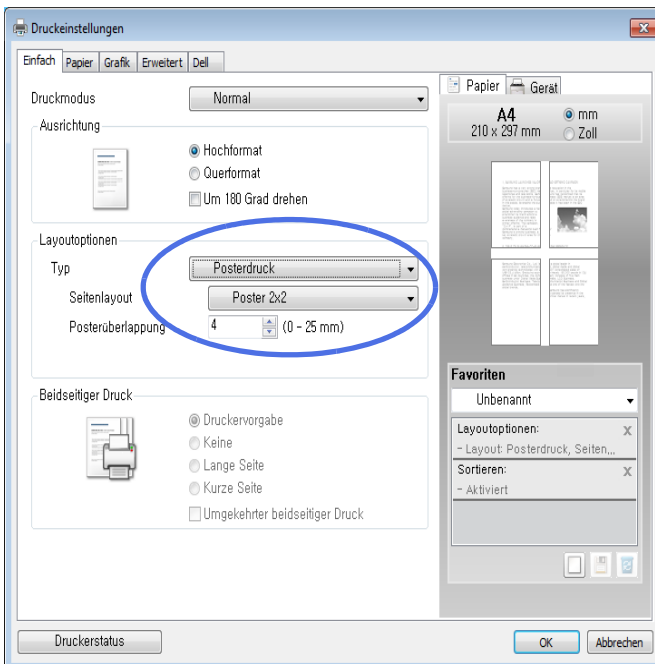 Druckeinstellungen
Einfach Papier Grafik Erweitert Dell
Druckmodus Normal
Ausrichtung
Hochformat
Querformat
Um 180 Grad drehen
Layoutoptionen
Typ Posterdruck
Seitenlayout Poster 2x2
Posterüberlappung 4 (0 - 25 mm)
Beidseitiger Druck
Druckervorgabe
Keine
Lange Seite
Kurze Seite
Umgekehrter beidseitiger Druck
Papier Gerät
A4
210 x 297 mm
mm
Zoll
Favoriten
Unbenannt
Layoutoptionen: X
- Layout: Posterdruck, Seiten...
Sortieren: X
- Aktiviert
Druckerstatus OK Abbrechen